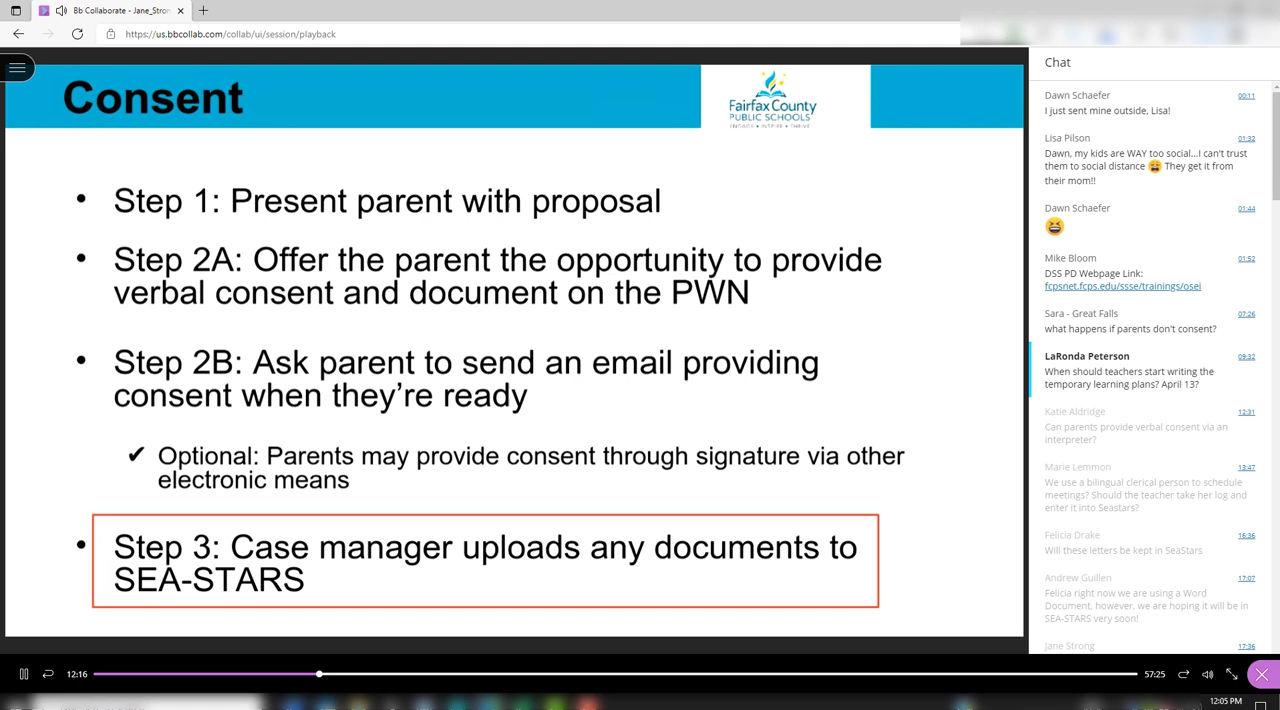 Bb Collaborate - Jane_Strong
https://us.bbcollab.com/collab/ui/session/playback
Consent
Fairfax County
PUBLIC SCHOOLS
ENGAGE • INSPIRE • THRIVE
• Step 1: Present parent with proposal
• Step 2A: Offer the parent the opportunity to provide
verbal consent and document on the PWN
• Step 2B: Ask parent to send an email providing
consent when they're ready
✔ Optional: Parents may provide consent through signature via other
electronic means
• Step 3: Case manager uploads any documents to
SEA-STARS
Chat
Dawn Schaefer 00:11
I just sent mine outside, Lisa!
Lisa Pilson 01:32
Dawn, my kids are WAY too social...I can't trust
them to social distance 😩 They get it from
their mom!!
Dawn Schaefer 01:44
😆
Mike Bloom 01:52
DSS PD Webpage Link:
fcpsnet.fcps.edu/ssse/trainings/osei
Sara - Great Falls 07:26
what happens if parents don't consent?
LaRonda Peterson 09:32
When should teachers start writing the
temporary learning plans? April 13?
Katie Aldridge 12:31
Can parents provide verbal consent via an
interpreter?
Marie Lemmon 13:47
We use a bilingual clerical person to schedule
meetings? Should the teacher take her log and
enter it into Seastars?
Felicia Drake 16:36
Will these letters be kept in SeaStars
Andrew Guillen 17:07
Felicia right now we are using a Word
Document, however, we are hoping it will be in
SEA-STARS very soon!
Jane Strong 17:36
12:16
57:25
12:05 PM